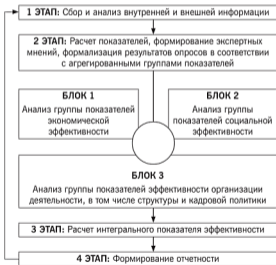 1 ЭТАП: Сбор и анализ внутренней и внешней информации
2 ЭТАП: Расчет показателей, формирование экспертных
мнений, формализация результатов опросов в соответствии
с агрегированными группами показателей
БЛОК 1
Анализ группы показателей
экономической
эффективности
БЛОК 2
Анализ группы
показателей социальной
эффективности
БЛОК 3
Анализ группы показателей эффективности организации
деятельности, в том числе структуры и кадровой политики
3 ЭТАП: Расчет интегрального показателя эффективности
4 ЭТАП: Формирование отчетности